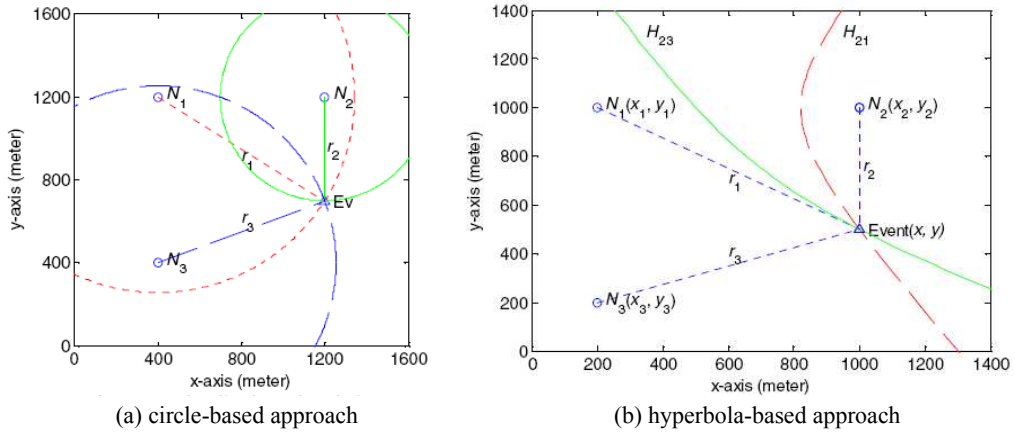 1600
1200
800
400
0
y-axis (meter)
N1
N2
r1
r2
Ev
r3
N3
0
400
800
1200
1600
x-axis (meter)
(a) circle-based approach
1400
1200
1000
800
600
400
200
0
y-axis (meter)
H23
H21
N1(x1, y1)
N2(x2, y2)
r1
r2
Event(x, y)
r3
N3(x3, y3)
0
200
400
600
800
1000
1200
1400
x-axis (meter)
(b) hyperbola-based approach